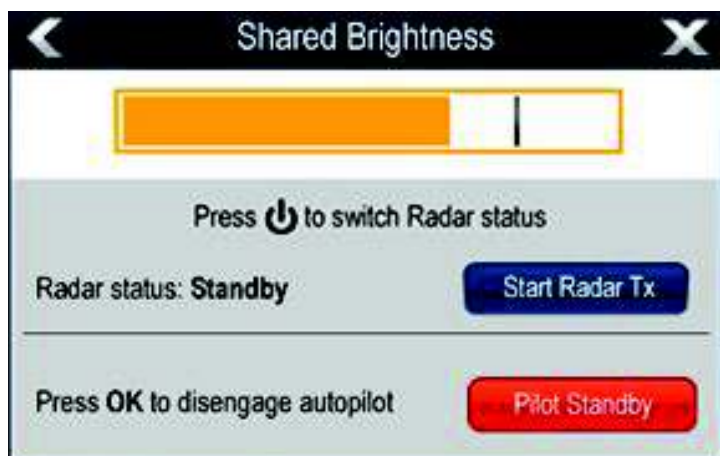 Shared Brightness
Press to switch Radar status
Radar status: Standby
Start Radar Tx
Press OK to disengage autopilot
Pilot Standby